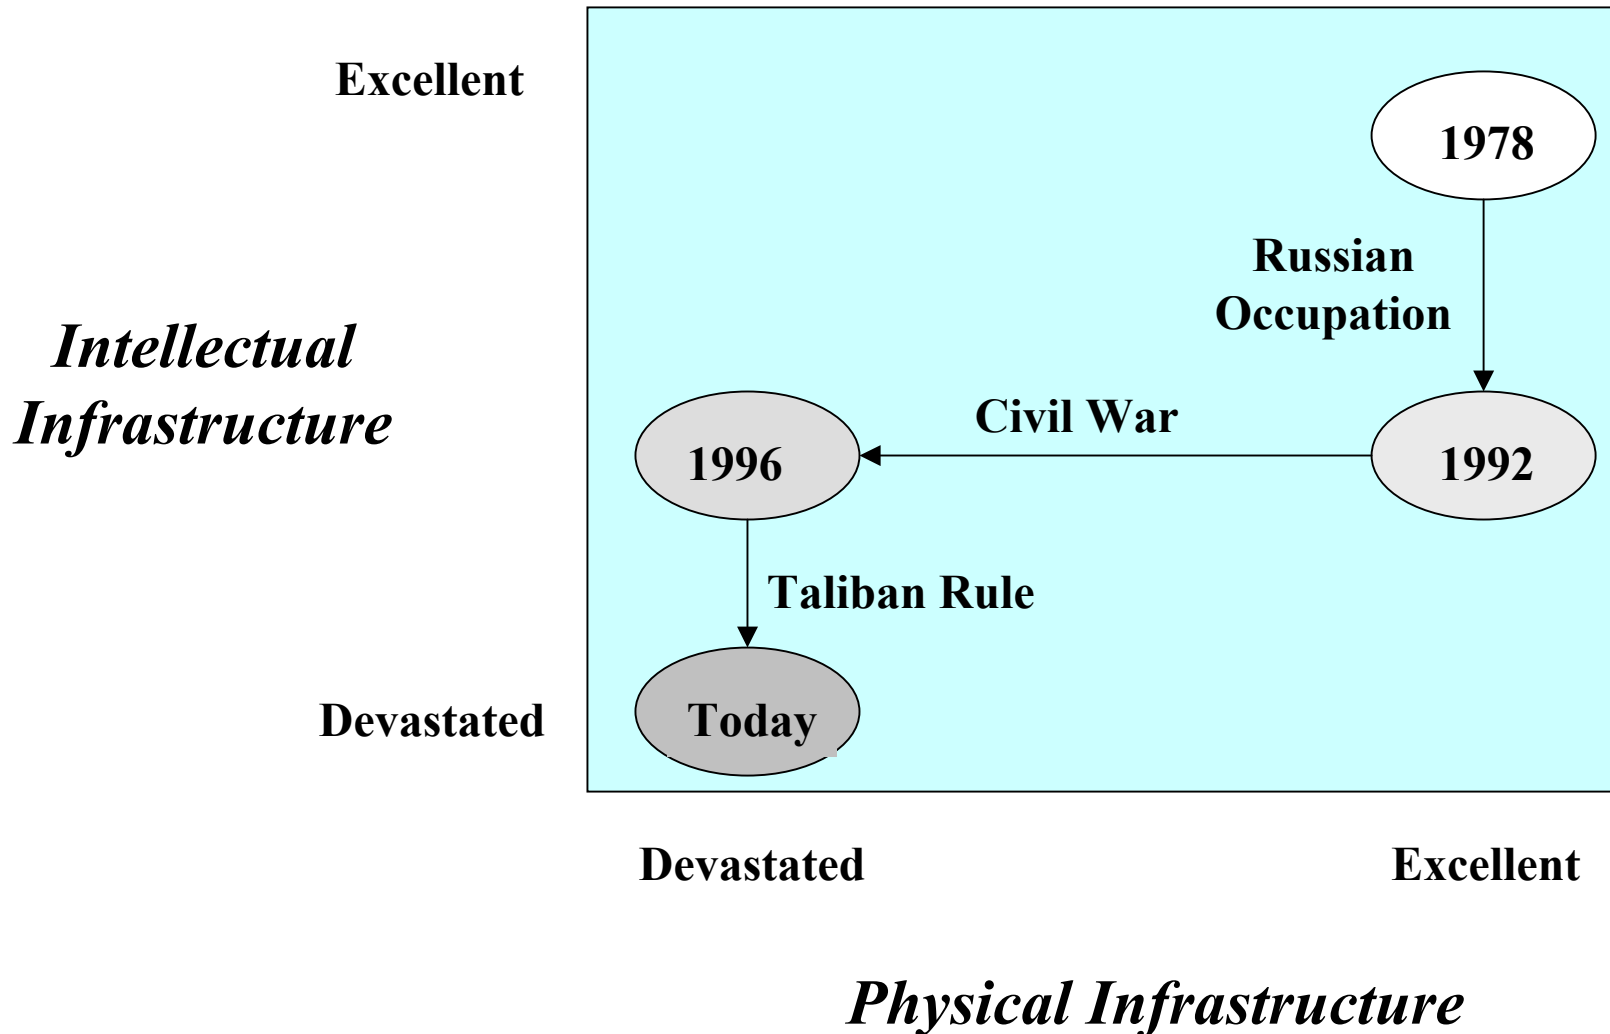 Excellent
1978
Russian
Occupation
Intellectual
Infrastructure
Civil War
1996
1992
Taliban Rule
Devastated
Today
Devastated
Excellent
Physical Infrastructure